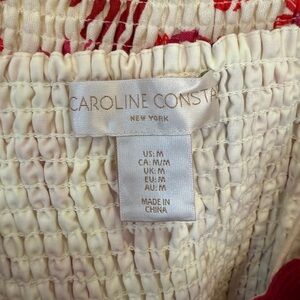 CAROLINE CONSTA
NEW YORK
US: M
CA: M/M
UK: M
EU: M
AU: M
MADE IN
CHINA